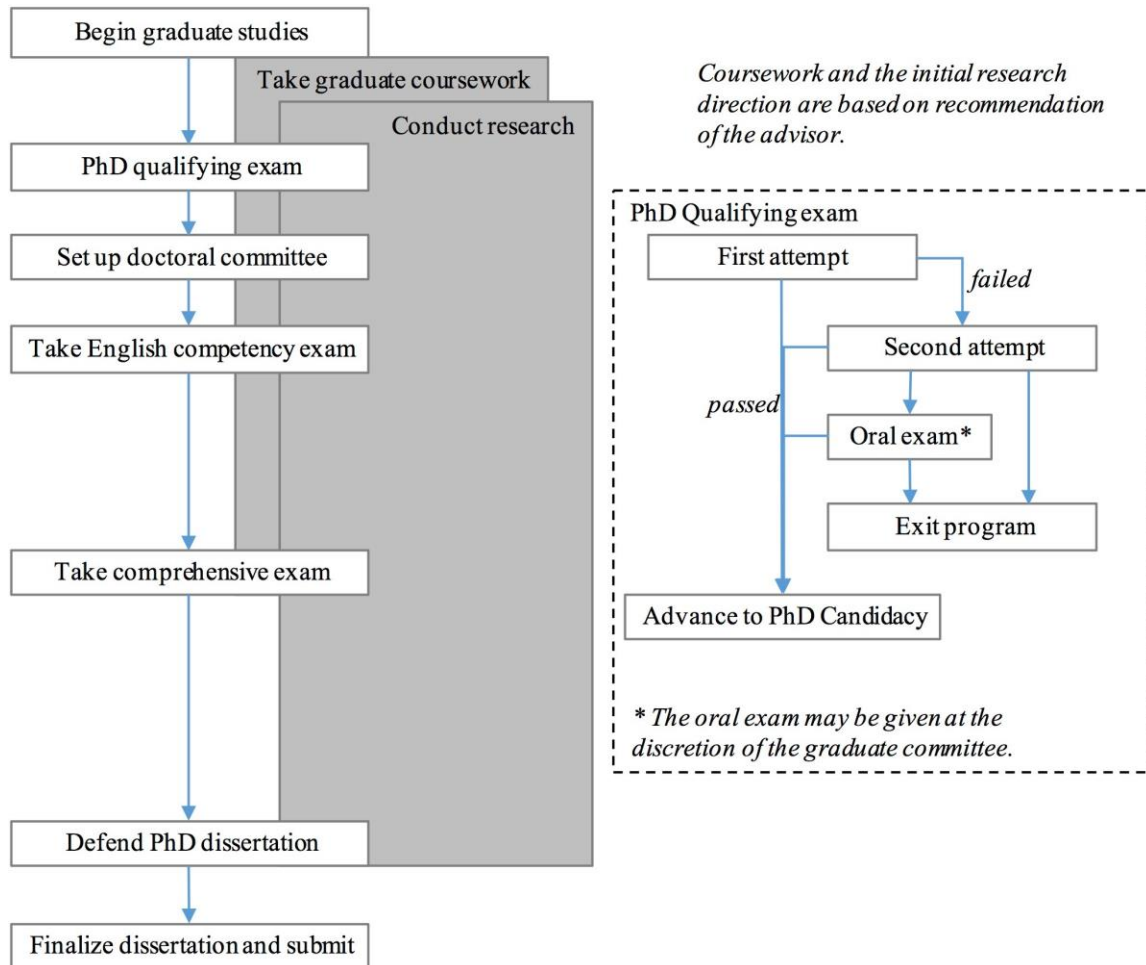 Begin graduate studies
Take graduate coursework
Conduct research
PhD qualifying exam
Set up doctoral committee
Take English competency exam
Take comprehensive exam
Defend PhD dissertation
Finalize dissertation and submit
Coursework and the initial research
direction are based on recommendation
of the advisor.
PhD Qualifying exam
First attempt
failed
Second attempt
passed
Oral exam*
Exit program
Advance to PhD Candidacy
* The oral exam may be given at the
discretion of the graduate committee.